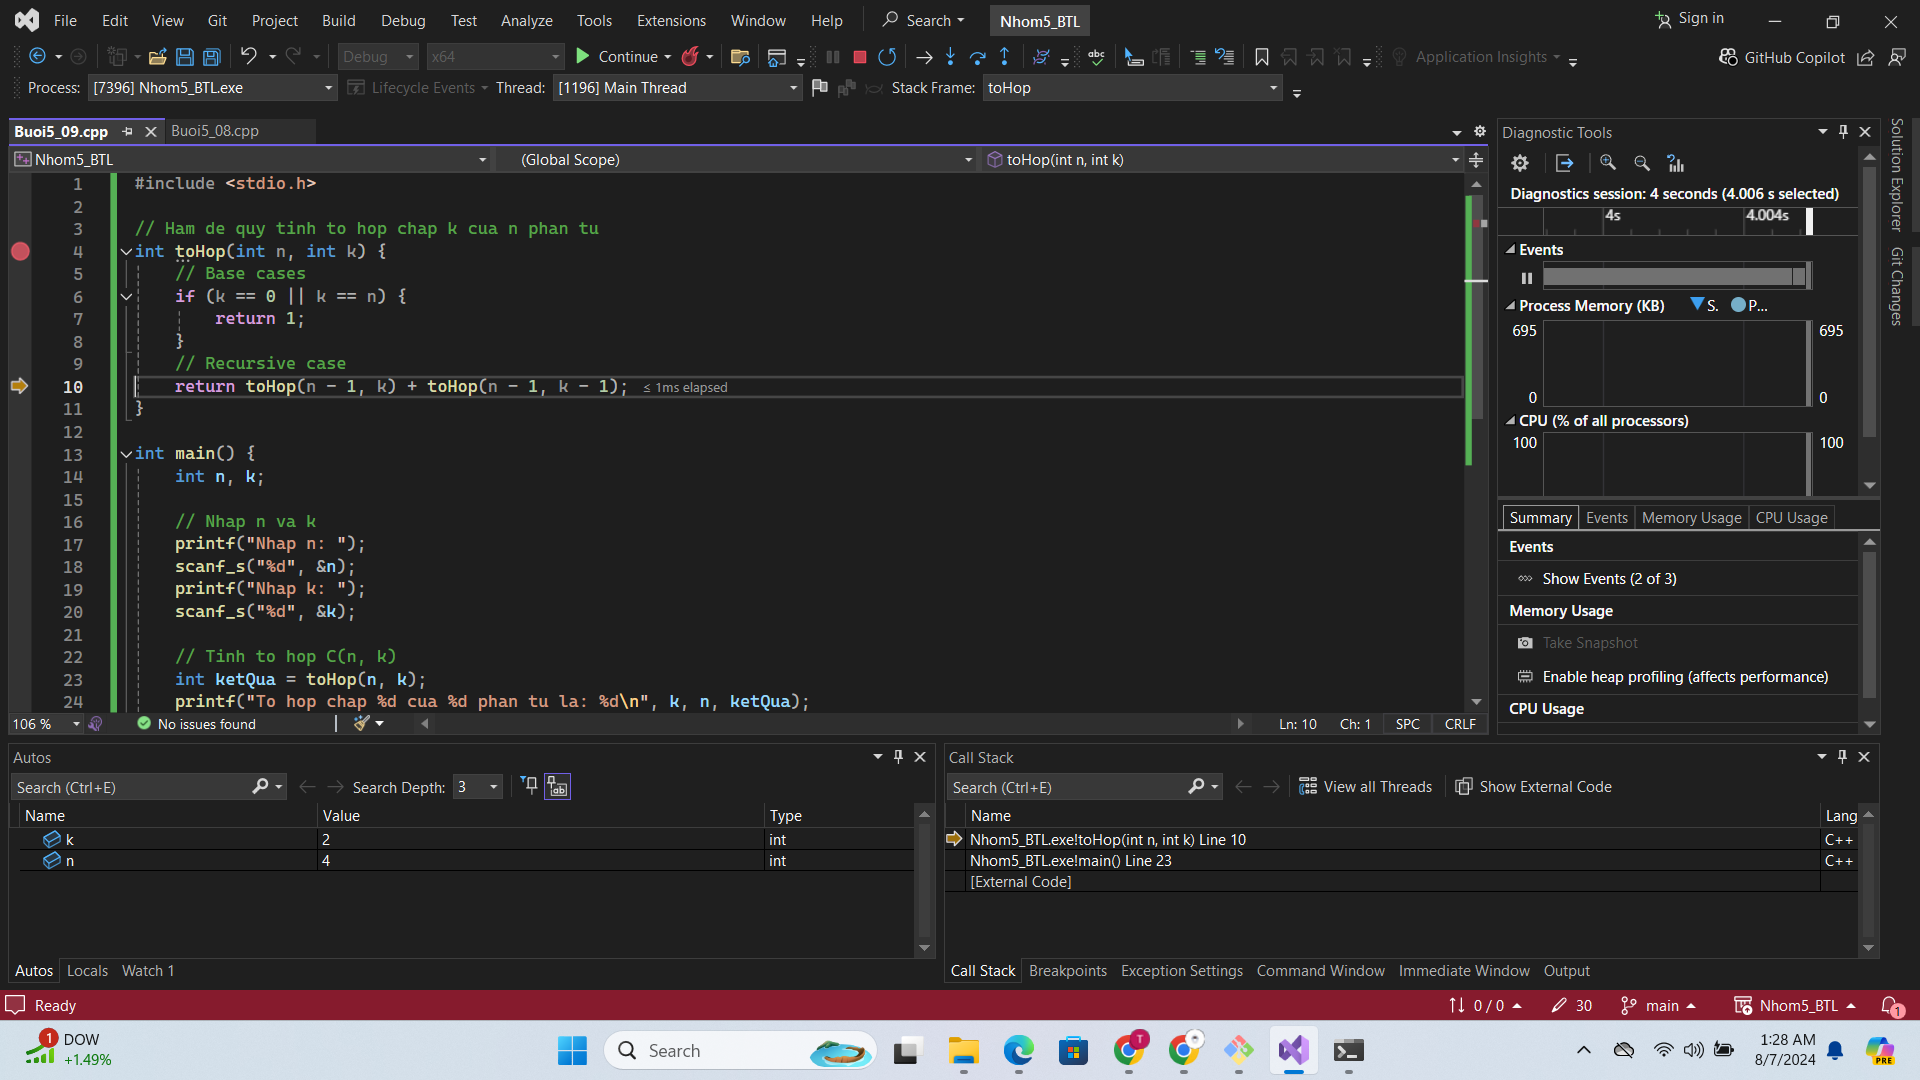 File Edit View Git Project Build Debug Test Analyze Tools Extensions Window Help Search Nhom5_BTL Sign in
Debug x64 Continue Application Insights GitHub Copilot
Process: [7396] Nhom5_BTL.exe Lifecycle Events Thread: [1196] Main Thread Stack Frame: toHop
Buoi5_09.cpp Buoi5_08.cpp
Nhom5_BTL (Global Scope) toHop(int n, int k)
1 #include <stdio.h>
2
3 // Ham de quy tinh to hop chap k cua n phan tu
4 int toHop(int n, int k) {
5 // Base cases
6 if (k == 0 || k == n) {
7 return 1;
8 }
9 // Recursive case
10 return toHop(n - 1, k) + toHop(n - 1, k - 1); ≤ 1ms elapsed
11 }
12
13 int main() {
14 int n, k;
15
16 // Nhap n va k
17 printf("Nhap n: ");
18 scanf_s("%d", &n);
19 printf("Nhap k: ");
20 scanf_s("%d", &k);
21
22 // Tinh to hop C(n, k)
23 int ketQua = toHop(n, k);
24 printf("To hop chap %d cua %d phan tu la: %d\n", k, n, ketQua);
106 % No issues found Ln: 10 Ch: 1 SPC CRLF
Diagnostic Tools
Diagnostics session: 4 seconds (4.006 s selected)
4s 4.004s
Events
Process Memory (KB) S. P...
695 695
0 0
CPU (% of all processors)
100 100
Summary Events Memory Usage CPU Usage
Events
Show Events (2 of 3)
Memory Usage
Take Snapshot
Enable heap profiling (affects performance)
CPU Usage
Solution Explorer
Git Changes
Autos
Search (Ctrl+E) Search Depth: 3
Name Value Type
k 2 int
n 4 int
Autos Locals Watch 1
Call Stack
Search (Ctrl+E) View all Threads Show External Code
Name Lang
Nhom5_BTL.exe!toHop(int n, int k) Line 10 C++
Nhom5_BTL.exe!main() Line 23 C++
[External Code]
Call Stack Breakpoints Exception Settings Command Window Immediate Window Output
Ready 0 / 0 30 main Nhom5_BTL 1
1 DOW
+1.49%
Search
T
PRE
1:28 AM
8/7/2024